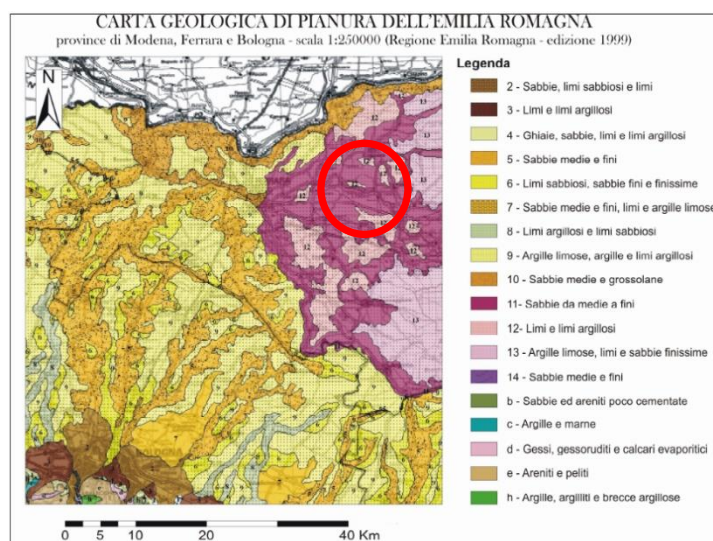 CARTA GEOLOGICA DI PIANURA DELL'EMILIA ROMAGNA
province di Modena, Ferrara e Bologna - scala 1:250000 (Regione Emilia Romagna - edizione 1999)
N
Legenda
2 - Sabbie, limi sabbiosi e limi
3 - Limi e limi argillosi
4 - Ghiaie, sabbie, limi e limi argillosi
5 - Sabbie medie e fini
6 - Limi sabbiosi, sabbie fini e finissime
7 - Sabbie medie e fini, limi e argille limose
8 - Limi argillosi e limi sabbiosi
9 - Argille limose, argille e limi argillosi
10 - Sabbie medie e grossolane
11- Sabbie da medie a fini
12- Limi e limi argillosi
13 - Argille limose, limi e sabbie finissime
14 - Sabbie medie e fini
b - Sabbie ed areniti poco cementate
c - Argille e marne
d - Gessi, gessoruditi e calcari evaporitici
e - Areniti e peliti
h - Argille, argilliti e brecce argillose
0 2 5 10 20 40 Km